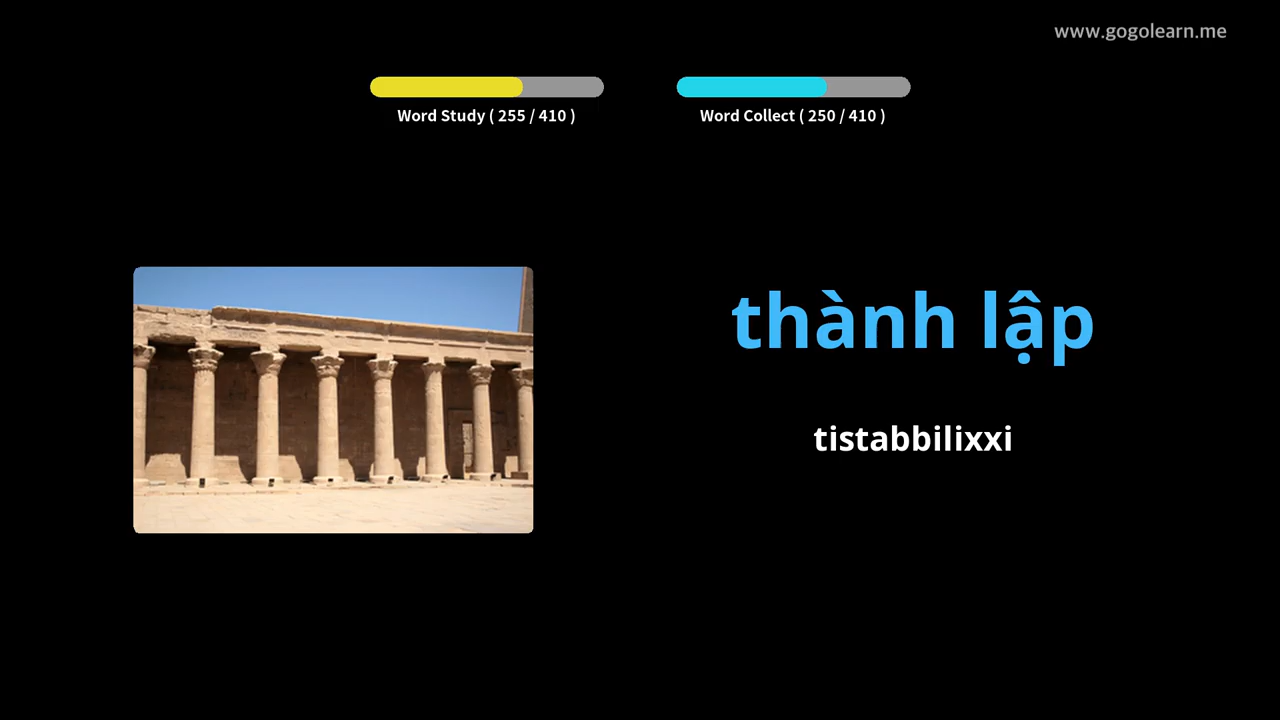 www.gogolearn.me
Word Study ( 255 / 410 )
Word Collect ( 250 / 410 )
thành lập
tistabbilixxi